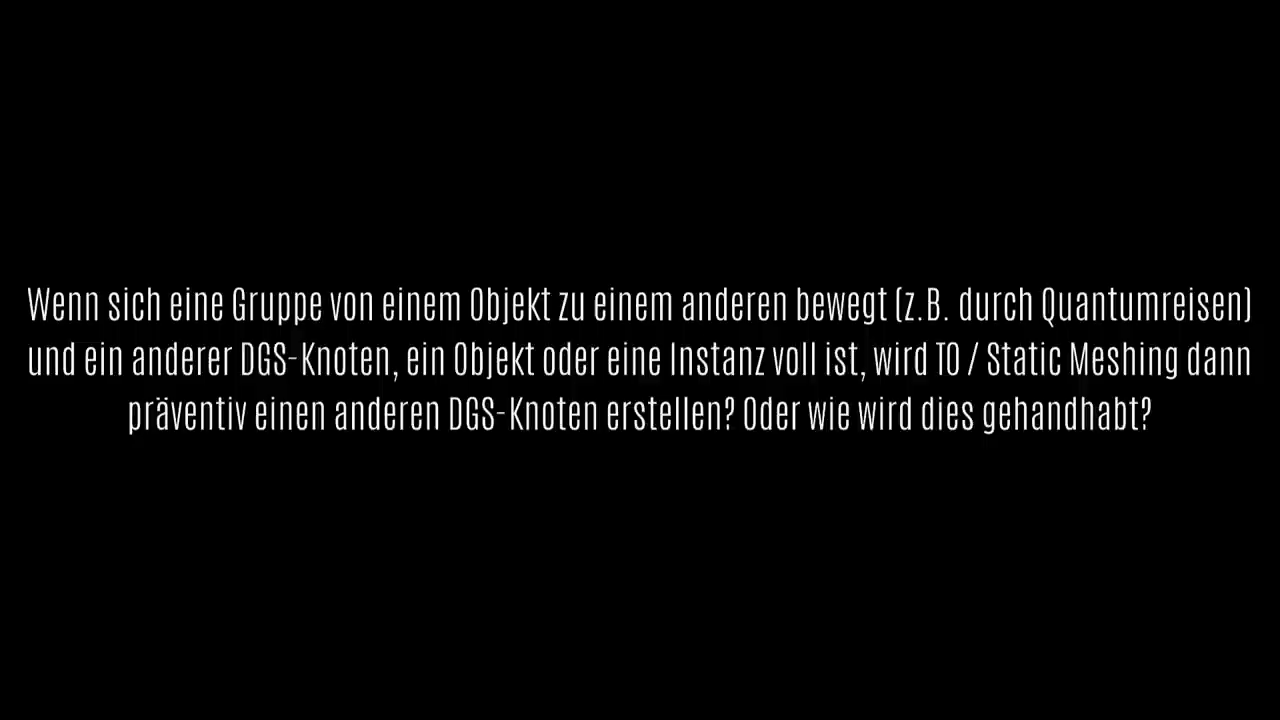 Wenn sich eine Gruppe von einem Objekt zu einem anderen bewegt (z.B. durch Quantumreisen)
und ein anderer DGS-Knoten, ein Objekt oder eine Instanz voll ist, wird T0 / Static Meshing dann
präventiv einen anderen DGS-Knoten erstellen? Oder wie wird dies gehandhabt?